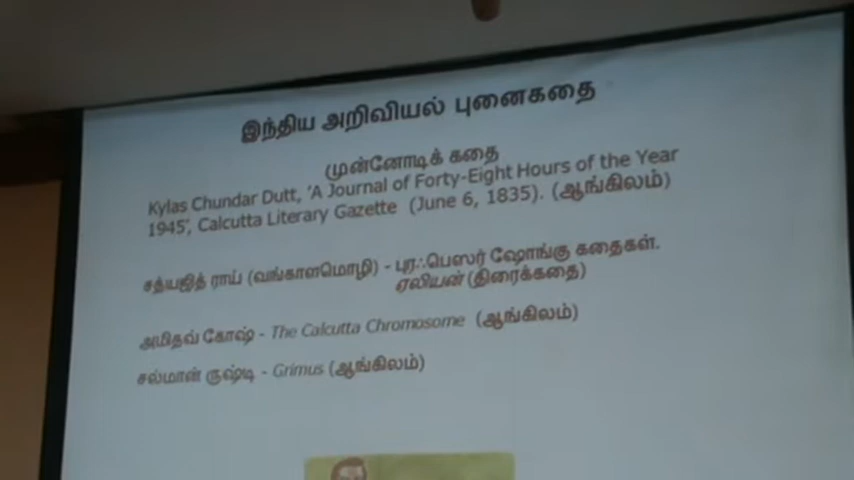 இந்திய அறிவியல் புனைகதை
முன்னோடிக் கதை
Kylas Chundar Dutt, ‘A Journal of Forty-Eight Hours of the Year
1945’, Calcutta Literary Gazette (June 6, 1835). (ஆங்கிலம்)
சத்யஜித் ராய் (வங்காளமொழி) - புரஃபெஸர் ஷோங்கு கதைகள்.
ஏலியன் (திரைக்கதை)
அமிதவ் கோஷ் - The Calcutta Chromosome (ஆங்கிலம்)
சல்மான் ருஷ்டி - Grimus (ஆங்கிலம்)